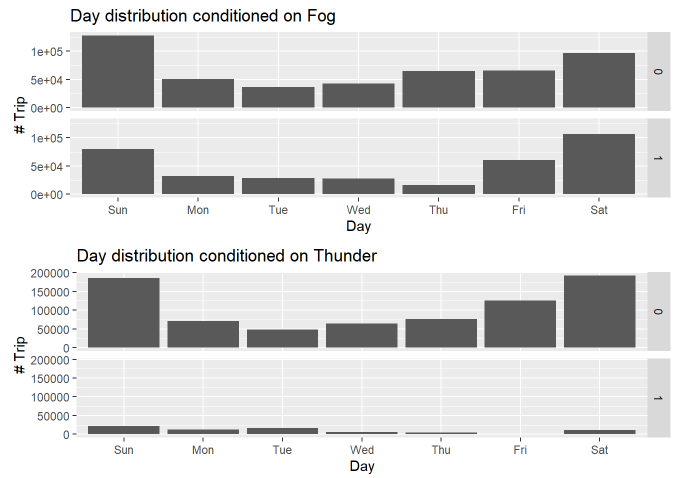 Day distribution conditioned on Fog
# Trip
1e+05
5e+04
0e+00
0
1e+05
5e+04
0e+00
1
Sun Mon Tue Wed Thu Fri Sat
Day
Day distribution conditioned on Thunder
# Trip
200000
150000
100000
50000
0
0
200000
150000
100000
50000
0
1
Sun Mon Tue Wed Thu Fri Sat
Day